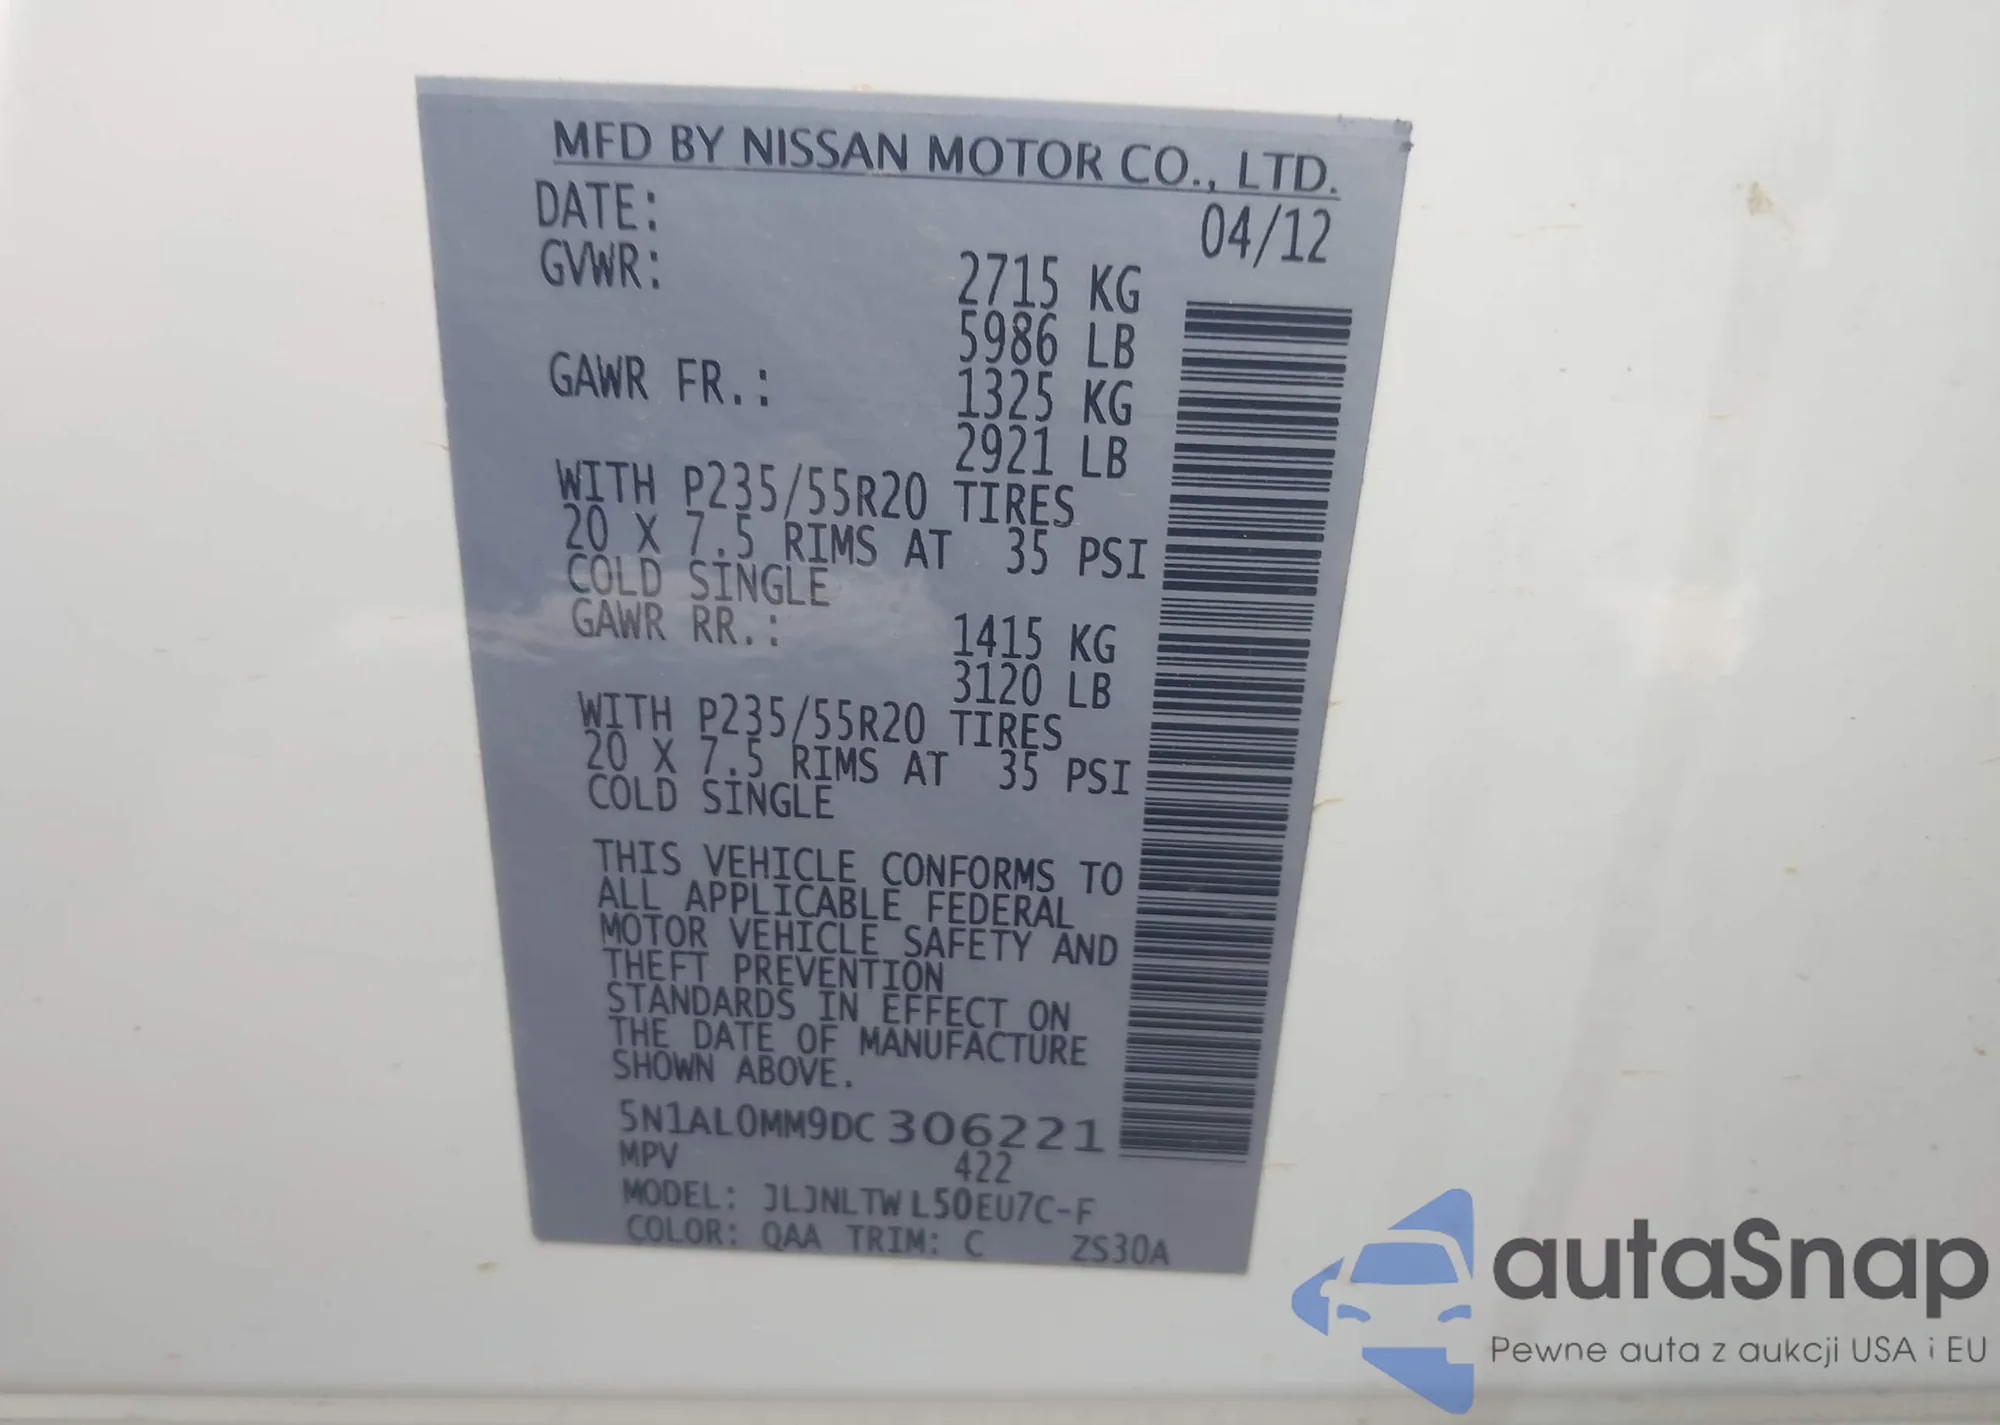 MFD BY NISSAN MOTOR CO., LTD.
DATE: 04/12
GVWR: 2715 KG
5986 LB
GAWR FR.: 1325 KG
2921 LB
WITH P235/55R20 TIRES
20 X 7.5 RIMS AT 35 PSI
COLD SINGLE
GAWR RR.: 1415 KG
3120 LB
WITH P235/55R20 TIRES
20 X 7.5 RIMS AT 35 PSI
COLD SINGLE
THIS VEHICLE CONFORMS TO
ALL APPLICABLE FEDERAL
MOTOR VEHICLE SAFETY AND
THEFT PREVENTION
STANDARDS IN EFFECT ON
THE DATE OF MANUFACTURE
SHOWN ABOVE.
5N1AL0MM9DC306221
MPV 422
MODEL: JLJNLTWL50EU7C-F
COLOR: QAA TRIM: C ZS30A
autaSnap
Pewne auta z aukcji USA i EU